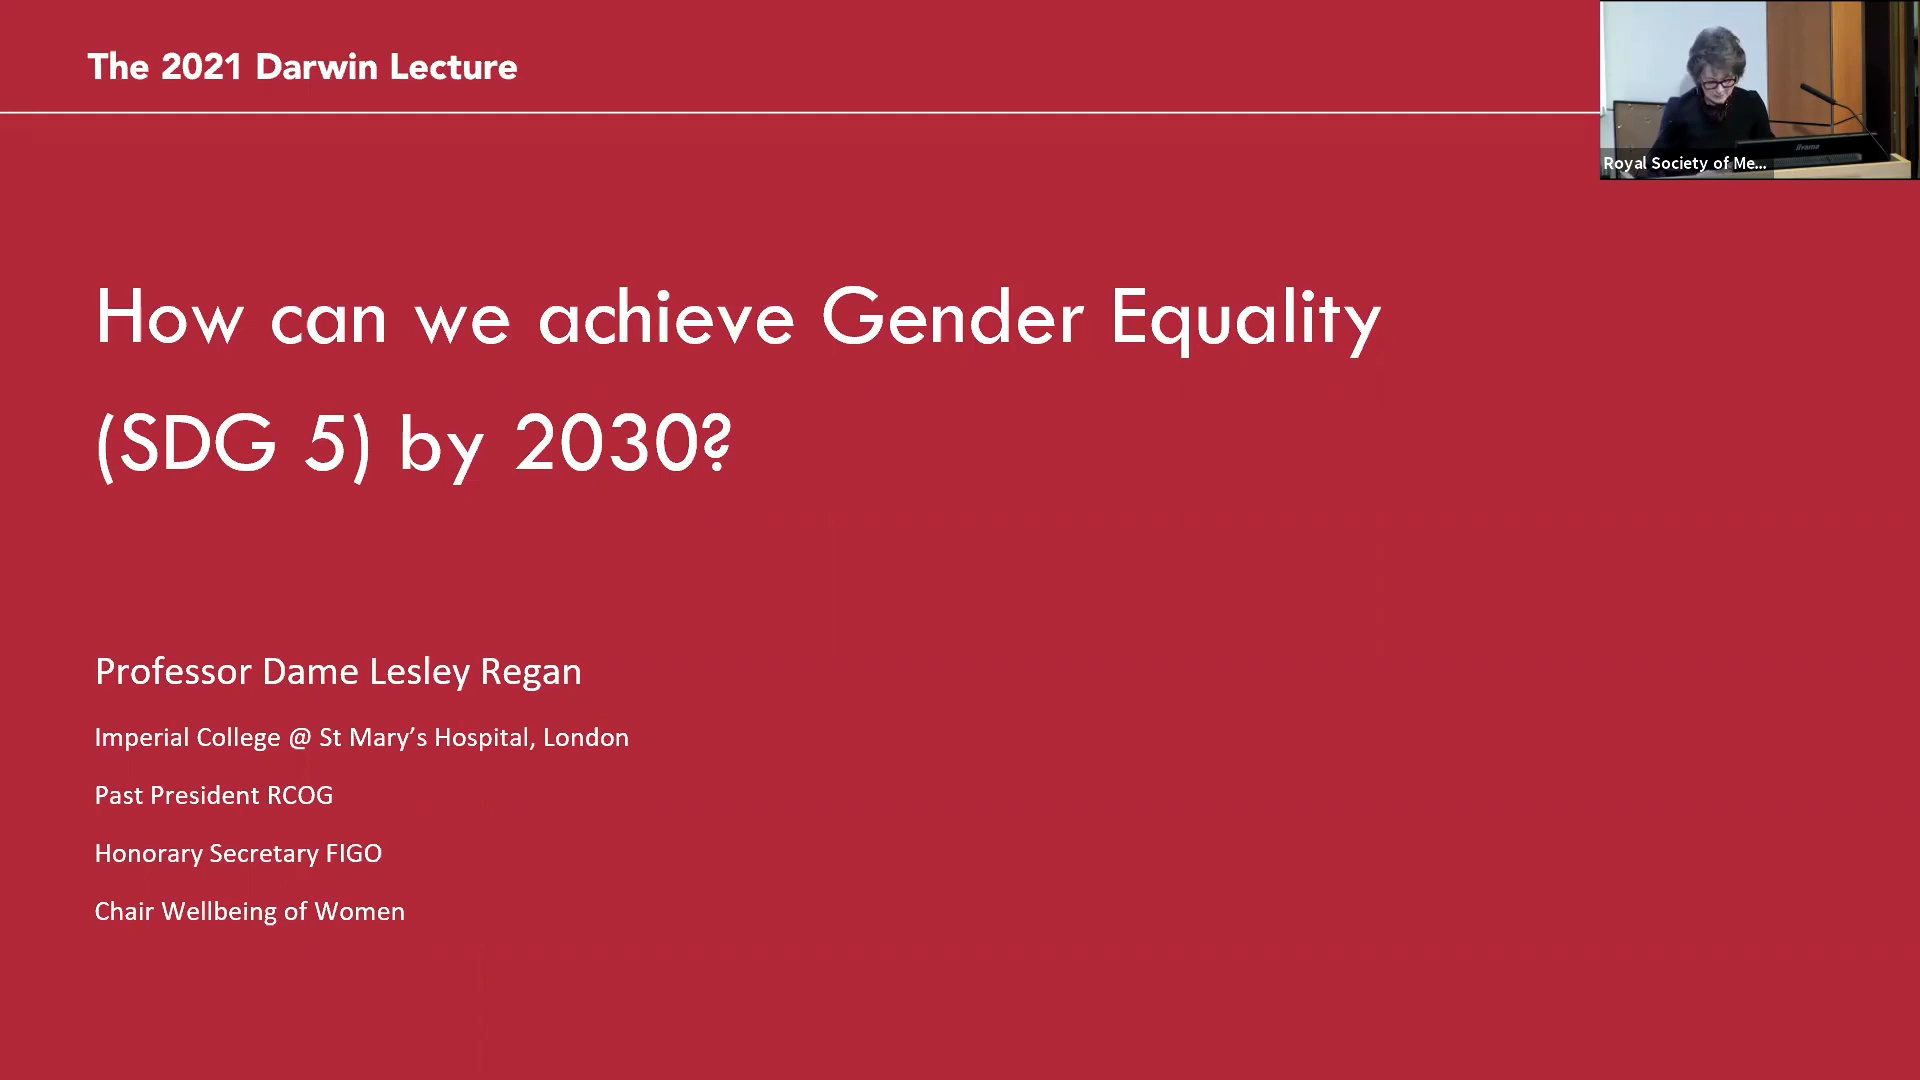 The 2021 Darwin Lecture
Royal Society of Me...
iiyama
How can we achieve Gender Equality
(SDG 5) by 2030?
Professor Dame Lesley Regan
Imperial College @ St Mary’s Hospital, London
Past President RCOG
Honorary Secretary FIGO
Chair Wellbeing of Women